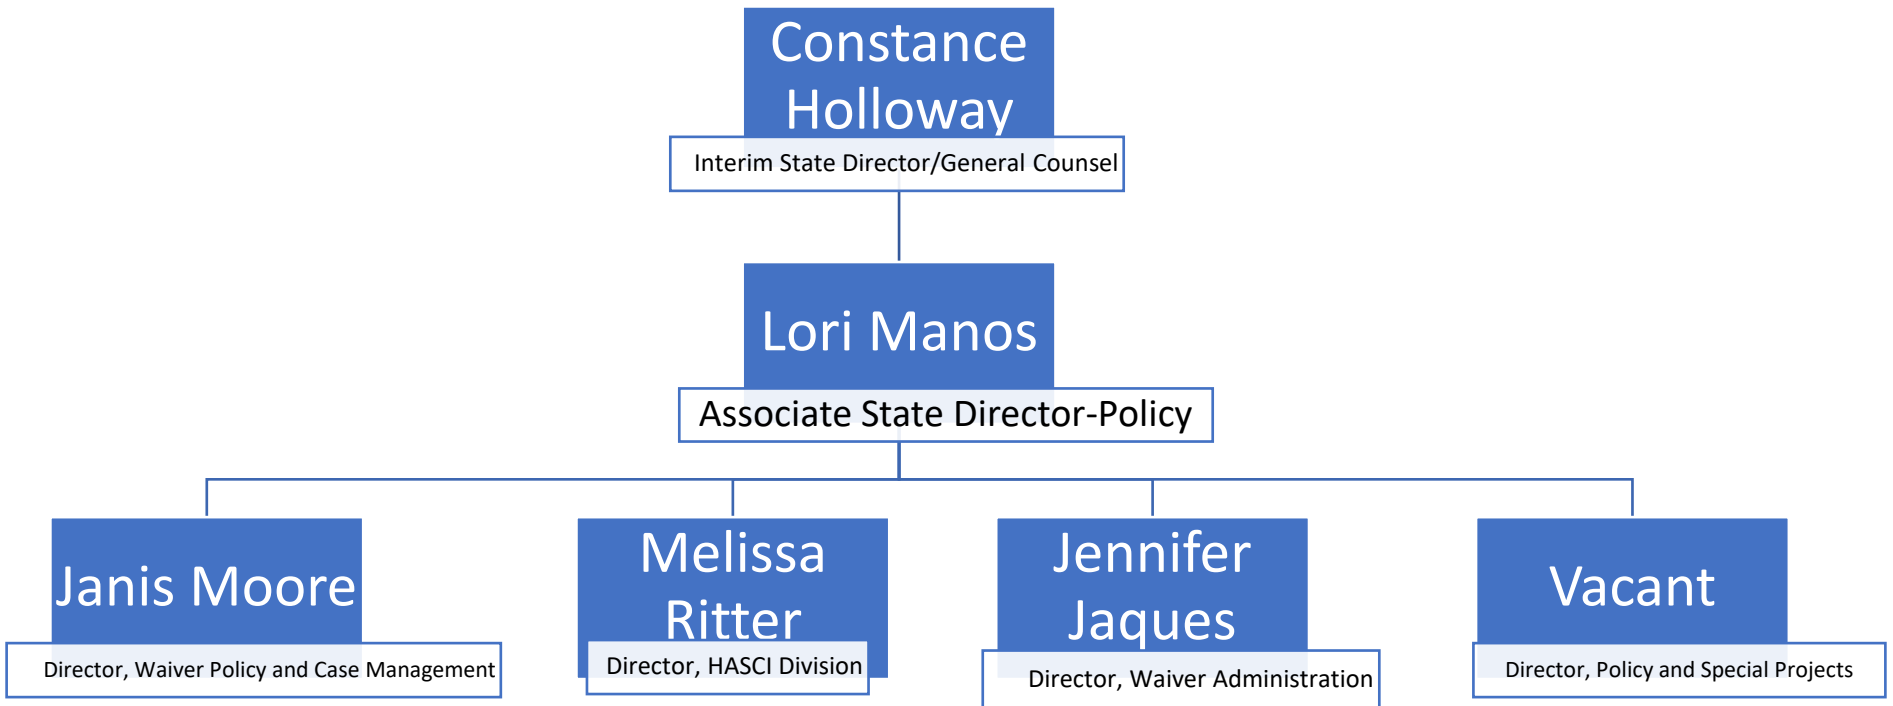 Constance
Holloway
Interim State Director/General Counsel
Lori Manos
Associate State Director-Policy
Janis Moore
Director, Waiver Policy and Case Management
Melissa
Ritter
Director, HASCI Division
Jennifer
Jaques
Director, Waiver Administration
Vacant
Director, Policy and Special Projects